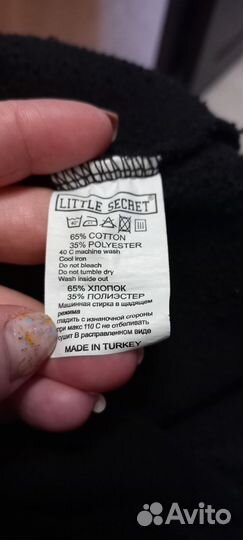 LITTLE SECRET
65% COTTON
35% POLYESTER
40 C machine wash
Cool iron
Do not bleach
Do not tumble dry
Wash inside out
65% ХЛОПОК
35% ПОЛИЭСТЕР
Машинная стирка в щадящем
режима
гладить с изнаночной стороны
при макс 110 С не отбеливать
сушит В расправленном виде
MADE IN TURKEY
Avito